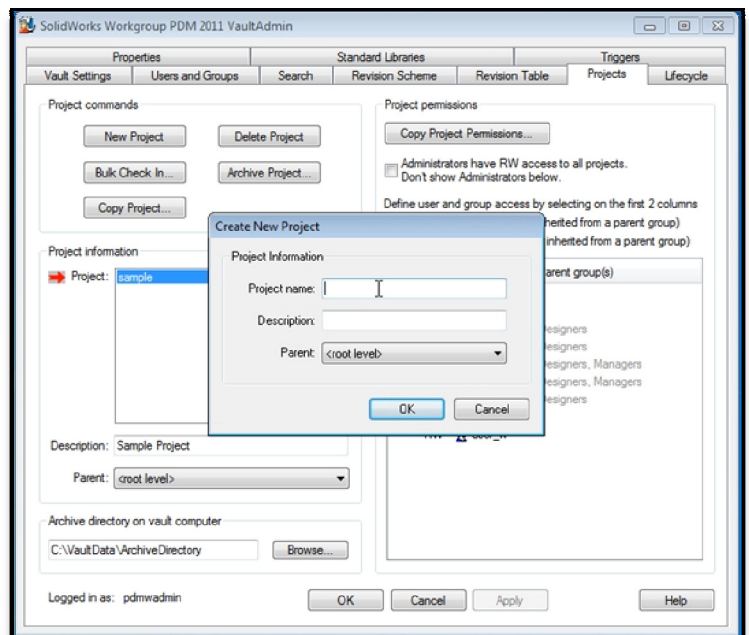 SolidWorks Workgroup PDM 2011 VaultAdmin
Properties Standard Libraries Triggers
Vault Settings Users and Groups Search Revision Scheme Revision Table Projects Lifecycle
Project commands
New Project Delete Project
Bulk Check In... Archive Project...
Copy Project...
Project permissions
Copy Project Permissions...
Administrators have RW access to all projects.
Don't show Administrators below.
Define user and group access by selecting on the first 2 columns
herited from a parent group)
inherited from a parent group)
Create New Project
Project Information
Project name:
Description:
Parent: <root level>
OK Cancel
Project information
Project: sample
arent group(s)
esigners
esigners
esigners, Managers
esigners, Managers
esigners
Description: Sample Project
Parent: <root level>
Archive directory on vault computer
C:\VaultData\ArchiveDirectory Browse...
Logged in as: pdmwadmin OK Cancel Apply Help